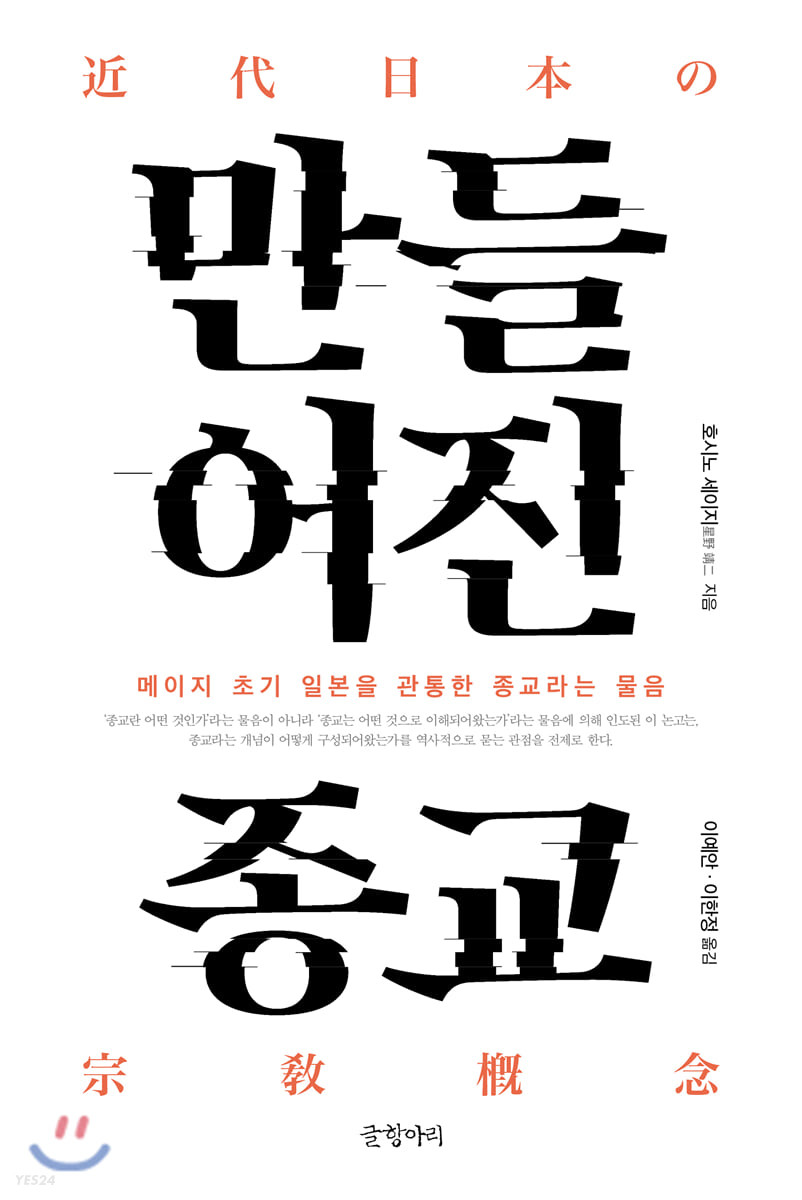 近代日本の
만들
어진
호시노 세이지星野 靖二 지음
메이지 초기 일본을 관통한 종교라는 물음
'종교란 어떤 것인가'라는 물음이 아니라 '종교는 어떤 것으로 이해되어왔는가'라는 물음에 의해 인도된 이 논고는,
종교라는 개념이 어떻게 구성되어왔는가를 역사적으로 묻는 관점을 전제로 한다.
종교
이예안·이한정 옮김
宗教概念
글항아리
YES24